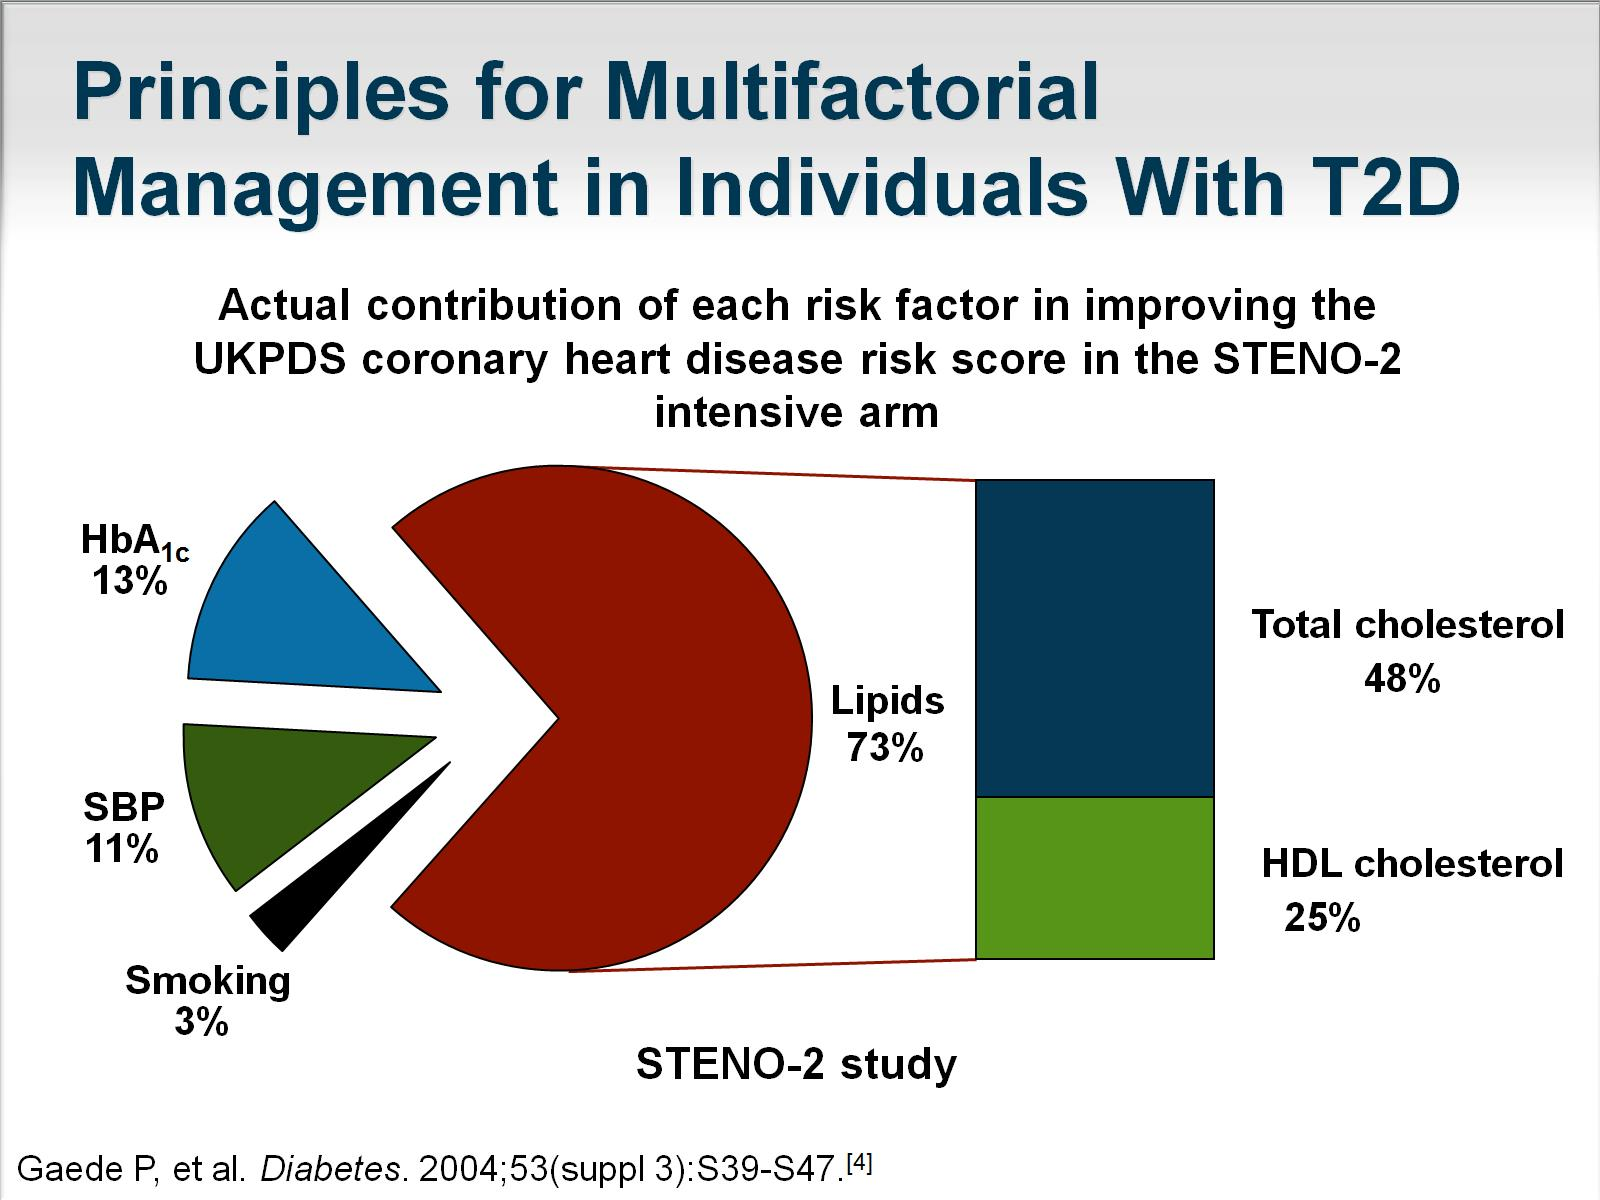 Principles for Multifactorial
Management in Individuals With T2D
Actual contribution of each risk factor in improving the
UKPDS coronary heart disease risk score in the STENO-2
intensive arm
HbA1c
13%
SBP
11%
Smoking
3%
Lipids
73%
Total cholesterol
48%
HDL cholesterol
25%
STENO-2 study
Gaede P, et al. Diabetes. 2004;53(suppl 3):S39-S47.[4]